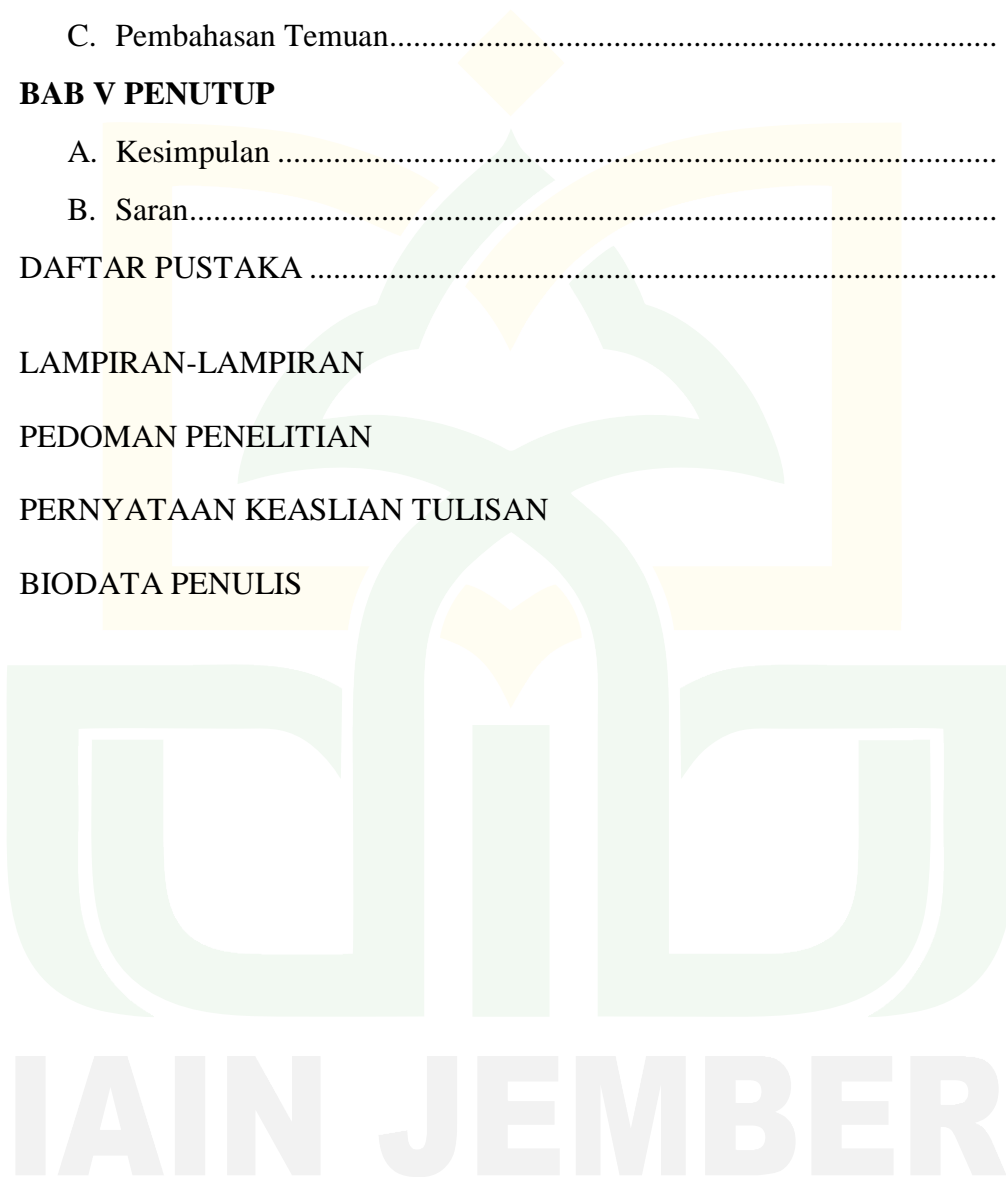 C. Pembahasan Temuan............................................................................
BAB V PENUTUP
A. Kesimpulan ..........................................................................................
B. Saran.....................................................................................................
DAFTAR PUSTAKA ......................................................................................
LAMPIRAN-LAMPIRAN
PEDOMAN PENELITIAN
PERNYATAAN KEASLIAN TULISAN
BIODATA PENULIS
IAIN JEMBER